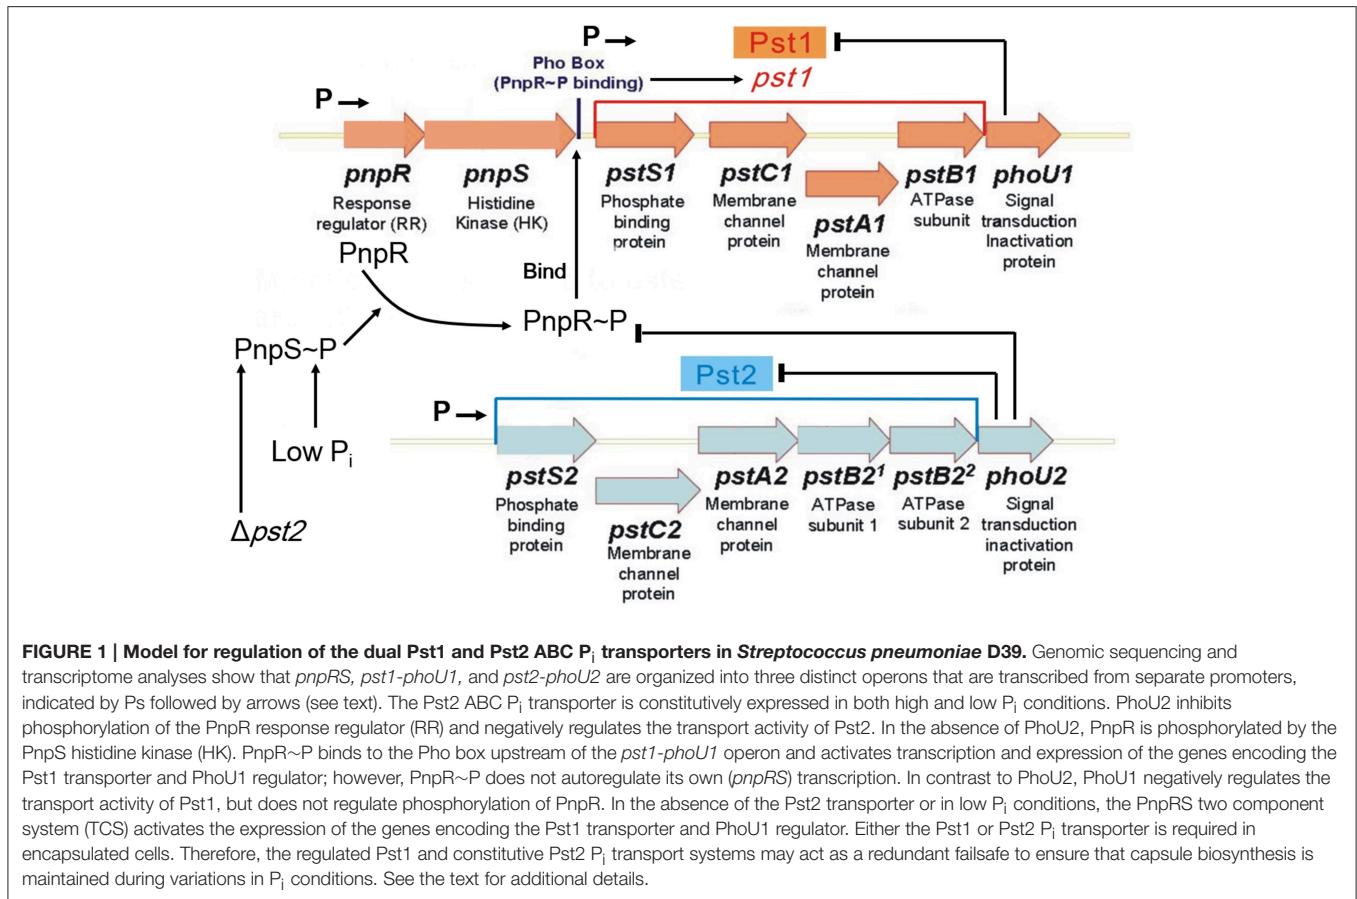 P
Pst1
Pho Box
(PnpR~P binding)
pst1
P
pnpR
Response
regulator (RR)
pnpS
Histidine
Kinase (HK)
pstS1
Phosphate
binding
protein
pstC1
Membrane
channel
protein
pstA1
Membrane
channel
protein
pstB1
ATPase
subunit
phoU1
Signal
transduction
Inactivation
protein
PnpR
Bind
PnpR~P
PnpS~P
Pst2
P
Low Pi
Δpst2
pstS2
Phosphate
binding
protein
pstC2
Membrane
channel
protein
pstA2
Membrane
channel
protein
pstB2¹
ATPase
subunit 1
pstB2²
ATPase
subunit 2
phoU2
Signal
transduction
inactivation
protein
FIGURE 1 | Model for regulation of the dual Pst1 and Pst2 ABC Pi transporters in Streptococcus pneumoniae D39. Genomic sequencing and
transcriptome analyses show that pnpRS, pst1-phoU1, and pst2-phoU2 are organized into three distinct operons that are transcribed from separate promoters,
indicated by Ps followed by arrows (see text). The Pst2 ABC Pi transporter is constitutively expressed in both high and low Pi conditions. PhoU2 inhibits
phosphorylation of the PnpR response regulator (RR) and negatively regulates the transport activity of Pst2. In the absence of PhoU2, PnpR is phosphorylated by the
PnpS histidine kinase (HK). PnpR~P binds to the Pho box upstream of the pst1-phoU1 operon and activates transcription and expression of the genes encoding the
Pst1 transporter and PhoU1 regulator; however, PnpR~P does not autoregulate its own (pnpRS) transcription. In contrast to PhoU2, PhoU1 negatively regulates the
transport activity of Pst1, but does not regulate phosphorylation of PnpR. In the absence of the Pst2 transporter or in low Pi conditions, the PnpRS two component
system (TCS) activates the expression of the genes encoding the Pst1 transporter and PhoU1 regulator. Either the Pst1 or Pst2 Pi transporter is required in
encapsulated cells. Therefore, the regulated Pst1 and constitutive Pst2 Pi transport systems may act as a redundant failsafe to ensure that capsule biosynthesis is
maintained during variations in Pi conditions. See the text for additional details.